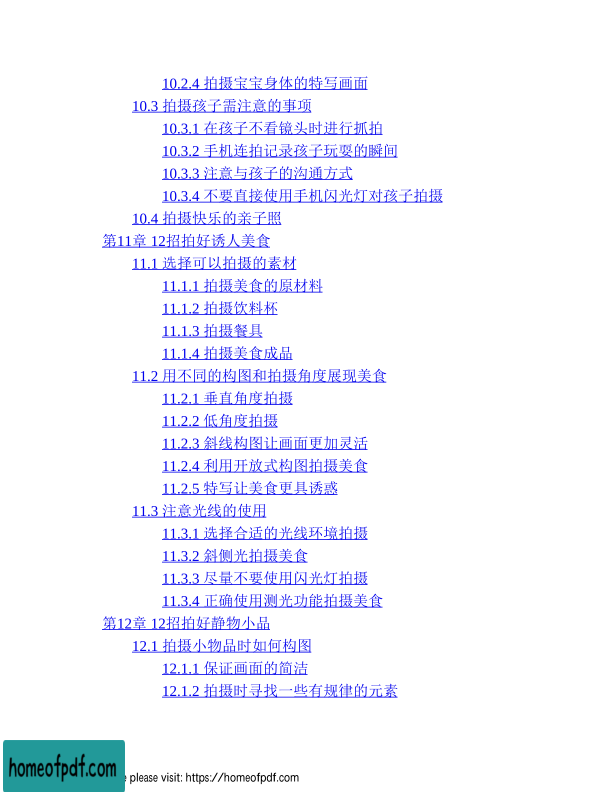 10.2.4 拍摄宝宝身体的特写画面
10.3 拍摄孩子需注意的事项
10.3.1 在孩子不看镜头时进行抓拍
10.3.2 手机连拍记录孩子玩耍的瞬间
10.3.3 注意与孩子的沟通方式
10.3.4 不要直接使用手机闪光灯对孩子拍摄
10.4 拍摄快乐的亲子照
第11章 12招拍好诱人美食
11.1 选择可以拍摄的素材
11.1.1 拍摄美食的原材料
11.1.2 拍摄饮料杯
11.1.3 拍摄餐具
11.1.4 拍摄美食成品
11.2 用不同的构图和拍摄角度展现美食
11.2.1 垂直角度拍摄
11.2.2 低角度拍摄
11.2.3 斜线构图让画面更加灵活
11.2.4 利用开放式构图拍摄美食
11.2.5 特写让美食更具诱惑
11.3 注意光线的使用
11.3.1 选择合适的光线环境拍摄
11.3.2 斜侧光拍摄美食
11.3.3 尽量不要使用闪光灯拍摄
11.3.4 正确使用测光功能拍摄美食
第12章 12招拍好静物小品
12.1 拍摄小物品时如何构图
12.1.1 保证画面的简洁
12.1.2 拍摄时寻找一些有规律的元素
homeofpdf.com
please visit: https://homeofpdf.com